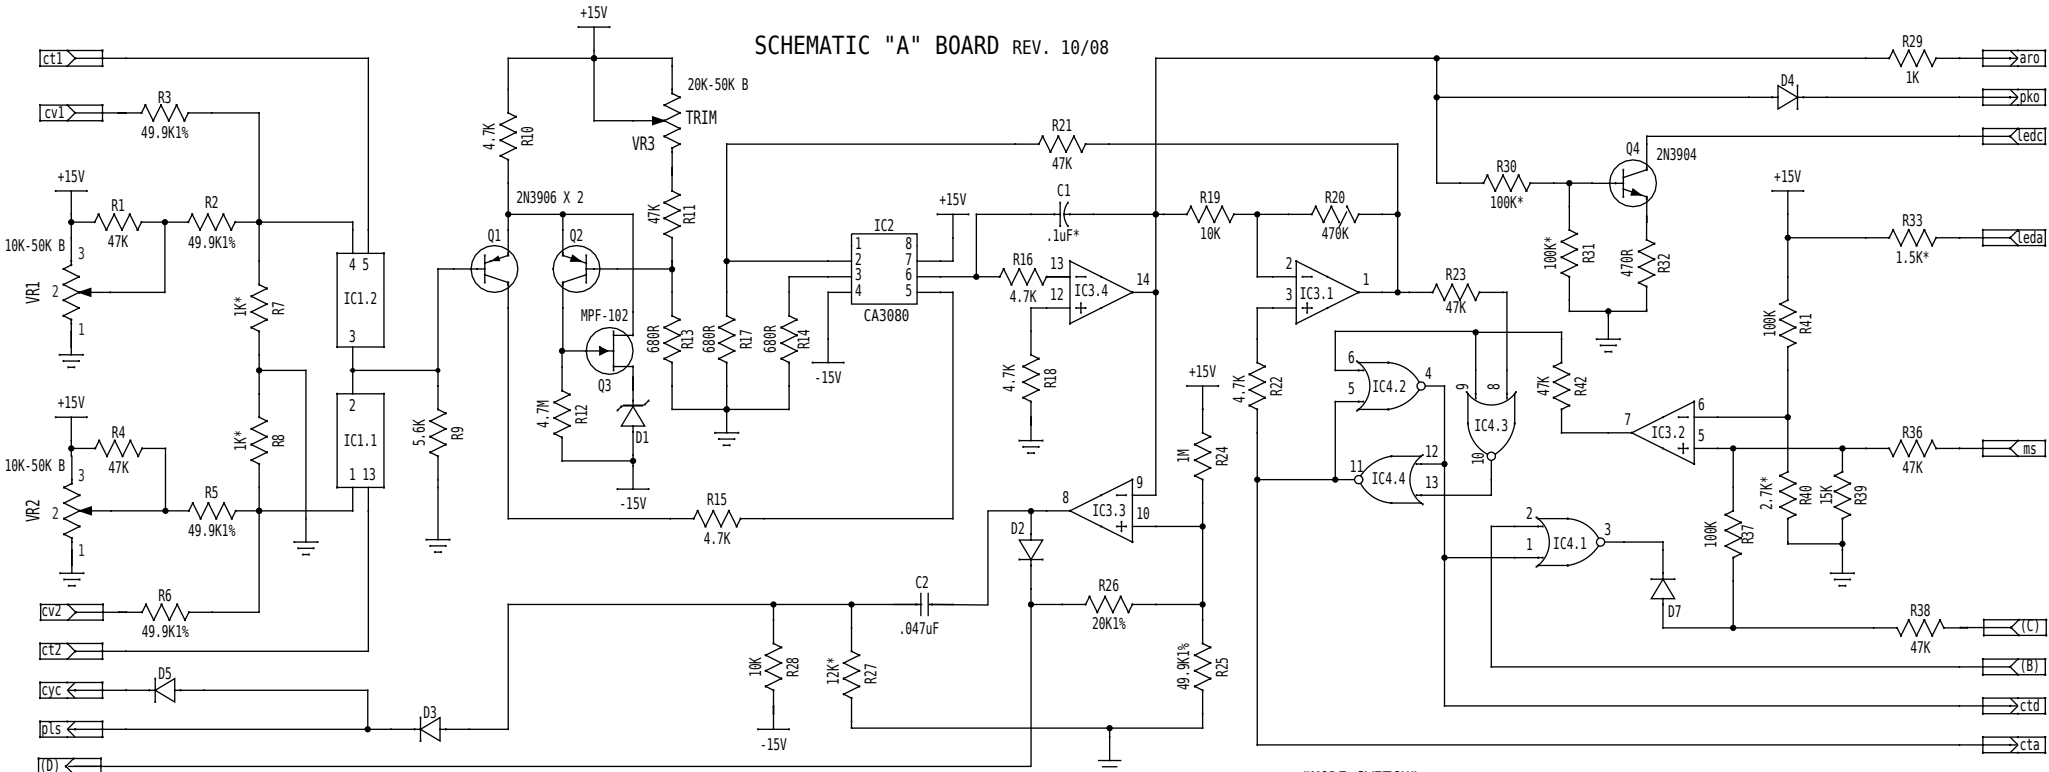 SCHEMATIC "A" BOARD REV. 10/08
+15V
ct1
R3
cv1
49.9K1%
+15V
R1
47K
R2
49.9K1%
10K-50K B
3
VR1
2
1
1K*
R7
4 5
IC1.2
3
+15V
R4
47K
10K-50K B
3
VR2
2
1
R5
49.9K1%
1K*
R8
2
IC1.1
1 13
5.6K
R9
cv2
R6
49.9K1%
ct2
cyc
D5
pls
D3
(D)
4.7K
R10
20K-50K B
TRIM
VR3
2N3906 X 2
Q1
Q2
47K
R11
MPF-102
Q3
4.7M
R12
D1
-15V
680R
R13
680R
R17
680R
R14
R15
4.7K
R21
47K
IC2
1
2
3
4
8
7
6
5
CA3080
+15V
-15V
C1
.1uF*
R16
4.7K
13
12
IC3.4
14
4.7K
R18
R19
10K
R20
470K
2
3
IC3.1
1
R23
47K
+15V
1M
R24
9
10
IC3.3
8
D2
R26
20K1%
49.9K1%
R25
C2
.047uF
10K
R28
12K*
R27
-15V
4.7K
R22
6
5
IC4.2
4
9
8
IC4.3
10
47K
R42
11
IC4.4
12
13
7
IC3.2
6
5
2
1
IC4.1
3
D7
100K
R37
2.7K*
R40
15K
R39
R36
47K
ms
R38
47K
(C)
(B)
ctd
cta
R29
1K
aro
D4
pko
ledc
Q4
2N3904
R30
100K*
100K*
R31
470R
R32
+15V
R33
1.5K*
leda
100K
R41